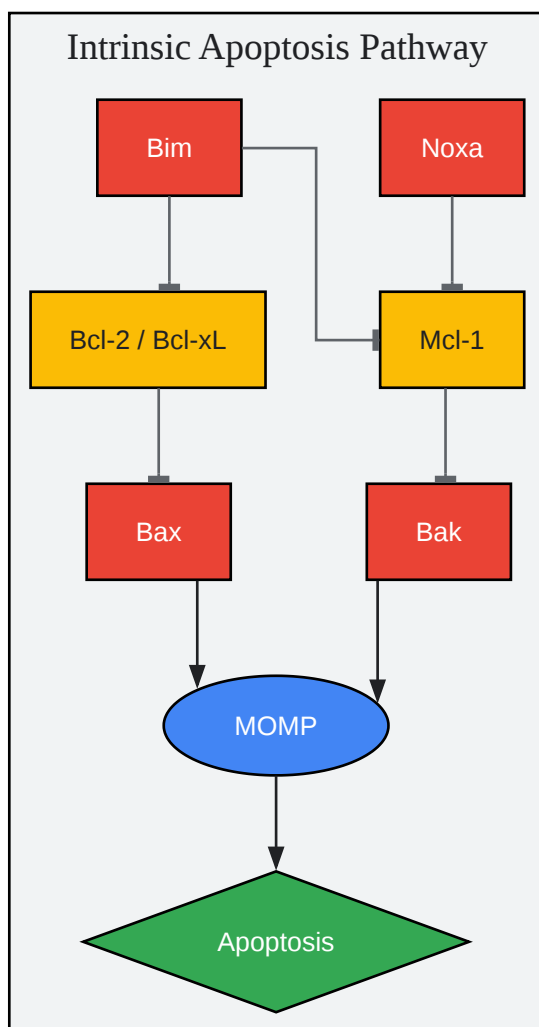 Intrinsic Apoptosis Pathway
Bim
Noxa
Bcl-2 / Bcl-xL
Mcl-1
Bax
Bak
MOMP
Apoptosis